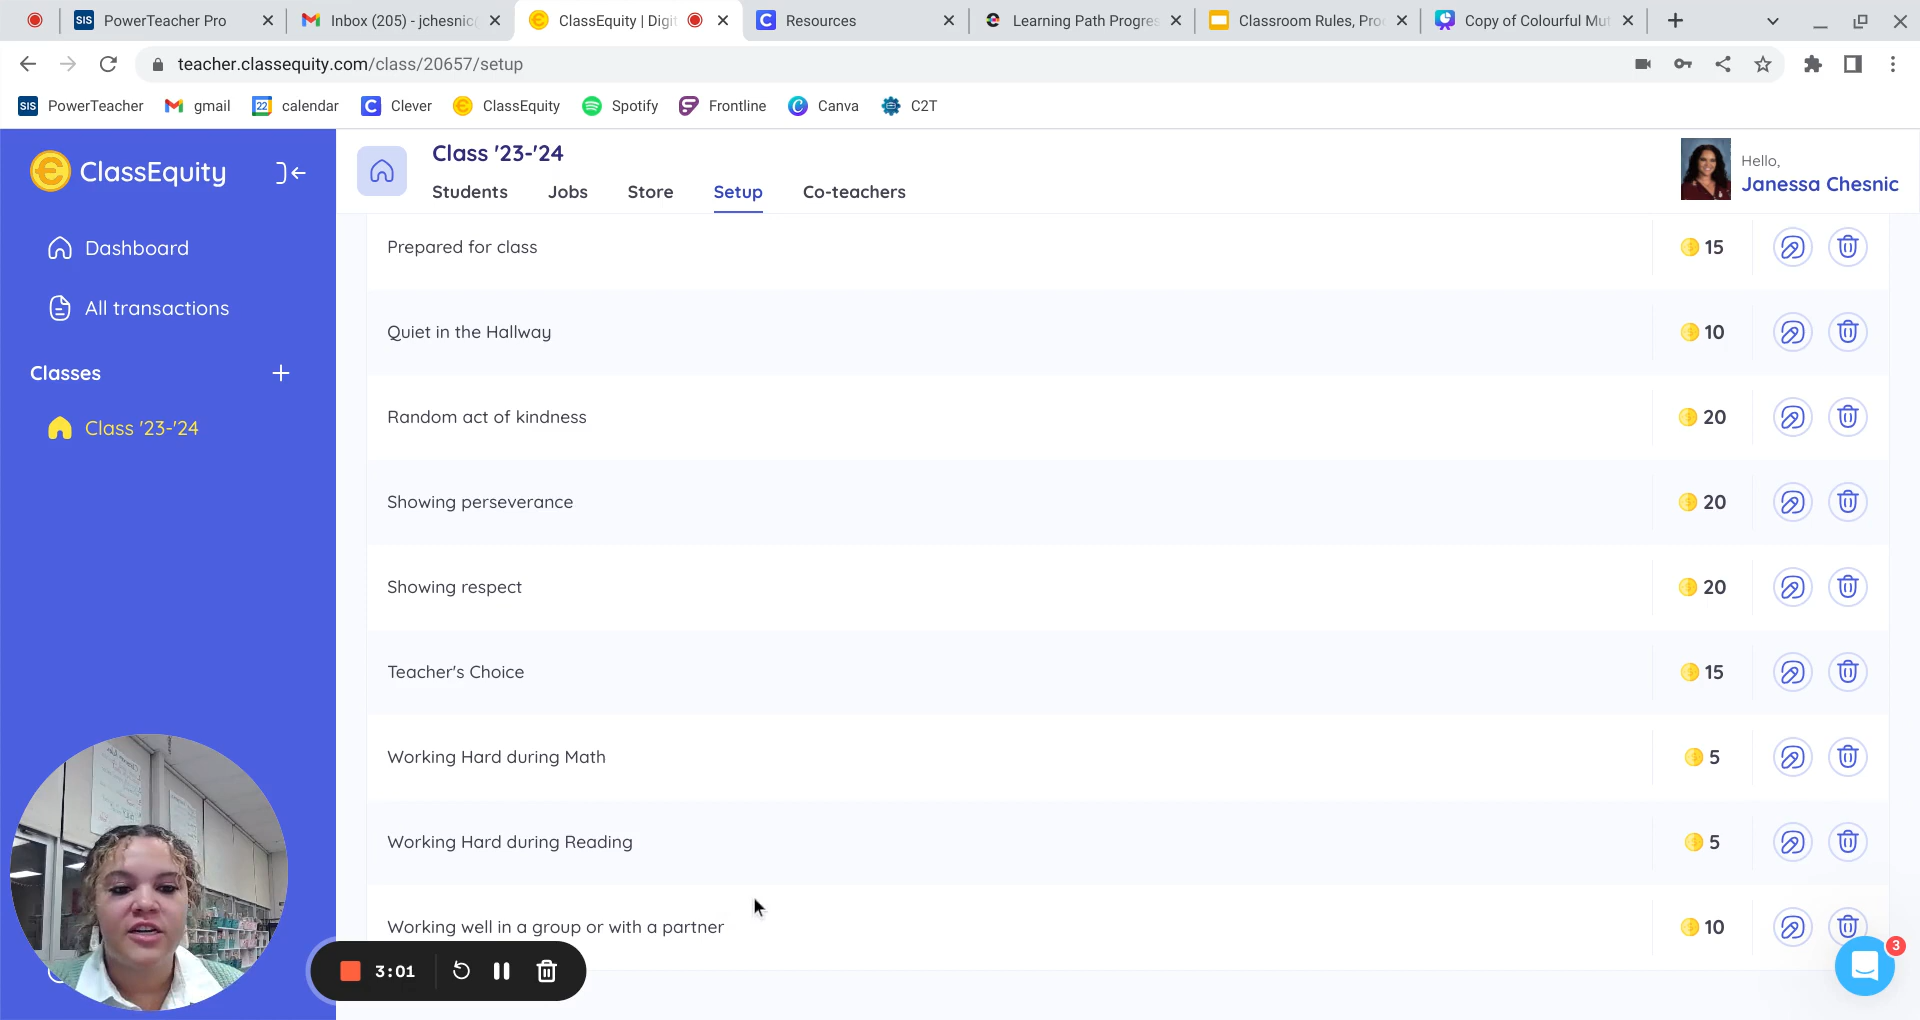 SIS PowerTeacher Pro
Inbox (205) - jchesnic
ClassEquity | Digit
Resources
Learning Path Progres
Classroom Rules, Pro
Copy of Colourful Mu
teacher.classequity.com/class/20657/setup
SIS PowerTeacher
gmail
22 calendar
C Clever
ClassEquity
Spotify
Frontline
Canva
C2T
ClassEquity
Dashboard
All transactions
Classes
Class '23-'24
Class '23-'24
Students
Jobs
Store
Setup
Co-teachers
Hello,
Janessa Chesnic
Prepared for class 15
Quiet in the Hallway 10
Random act of kindness 20
Showing perseverance 20
Showing respect 20
Teacher's Choice 15
Working Hard during Math 5
Working Hard during Reading 5
Working well in a group or with a partner 10
3:01
3